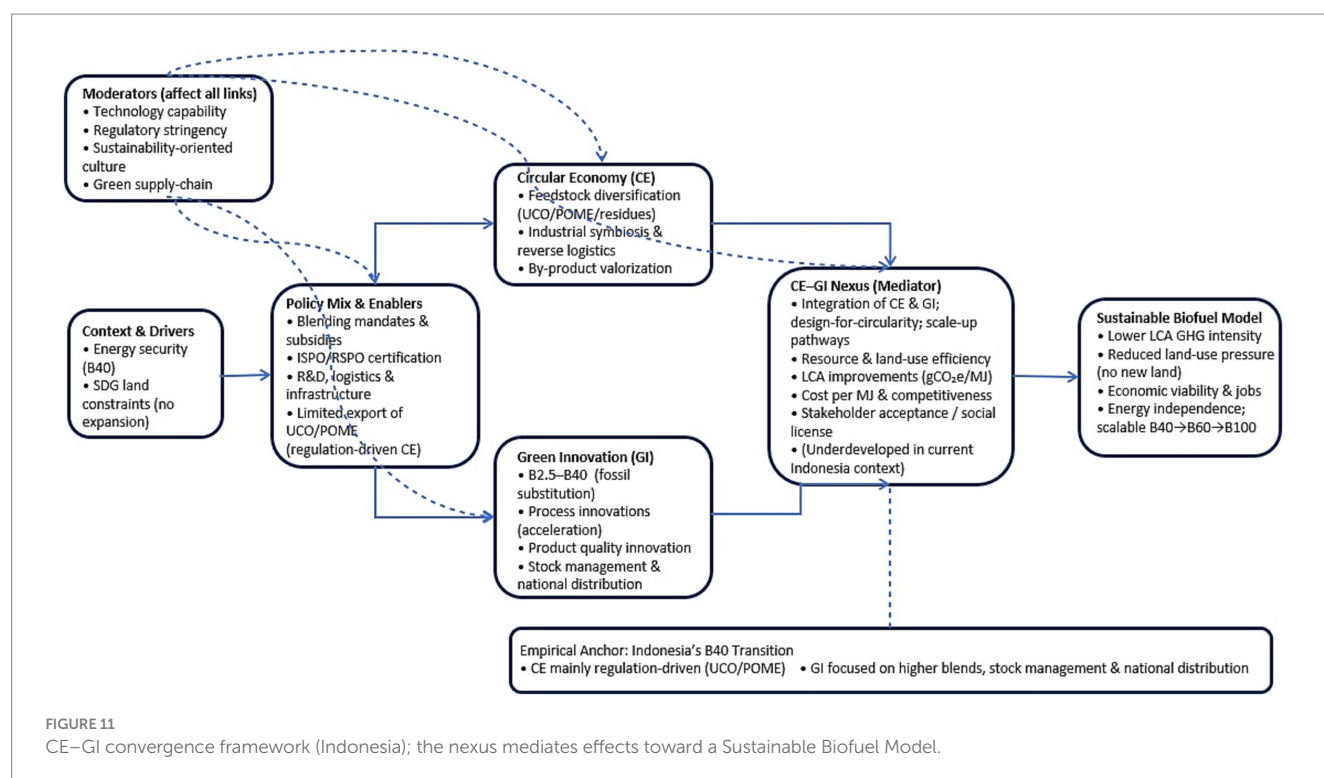 Moderators (affect all links)
• Technology capability
• Regulatory stringency
• Sustainability-oriented
culture
• Green supply-chain
Circular Economy (CE)
• Feedstock diversification
(UCO/POME/residues)
• Industrial symbiosis &
reverse logistics
• By-product valorization
Context & Drivers
• Energy security
(B40)
• SDG land
constraints (no
expansion)
Policy Mix & Enablers
• Blending mandates &
subsidies
• ISPO/RSPO certification
• R&D, logistics &
infrastructure
• Limited export of
UCO/POME
(regulation-driven CE)
Green Innovation (GI)
• B2.5–B40 (fossil
substitution)
• Process innovations
(acceleration)
• Product quality innovation
• Stock management &
national distribution
CE–GI Nexus (Mediator)
• Integration of CE & GI;
design-for-circularity; scale-up
pathways
• Resource & land-use efficiency
• LCA improvements (gCO₂e/MJ)
• Cost per MJ & competitiveness
• Stakeholder acceptance / social
license
• (Underdeveloped in current
Indonesia context)
Sustainable Biofuel Model
• Lower LCA GHG intensity
• Reduced land-use pressure
(no new land)
• Economic viability & jobs
• Energy independence;
scalable B40→B60→B100
Empirical Anchor: Indonesia's B40 Transition
• CE mainly regulation-driven (UCO/POME) • GI focused on higher blends, stock management & national distribution
FIGURE 11
CE–GI convergence framework (Indonesia); the nexus mediates effects toward a Sustainable Biofuel Model.